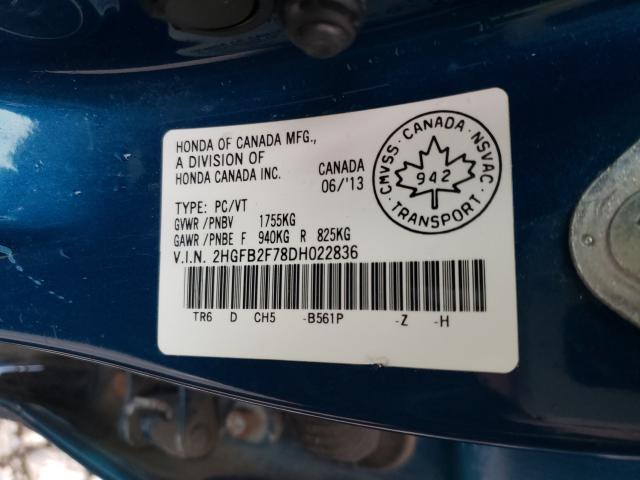 HONDA OF CANADA MFG.,
A DIVISION OF
HONDA CANADA INC.
CANADA
06/'13
CMVSS · CANADA · NSVAC
942
TRANSPORT
TYPE: PC/VT
GVWR /PNBV 1755KG
GAWR /PNBE F 940KG R 825KG
V.I.N. 2HGFB2F78DH022836
TR6 D CH5 -B561P -Z -H